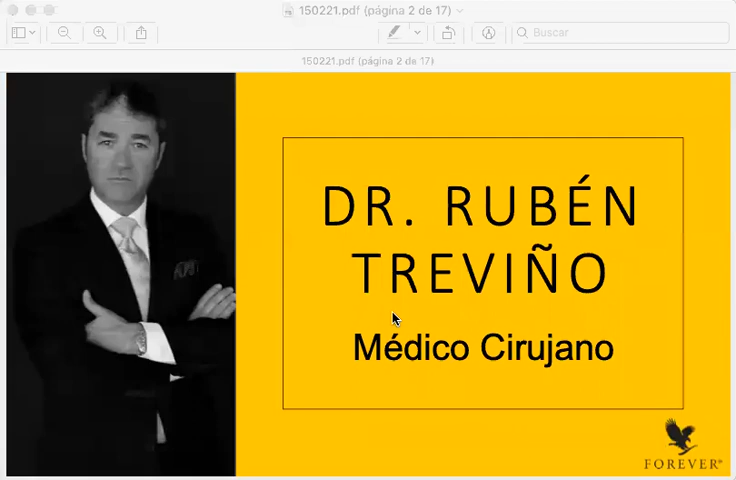 150221.pdf (página 2 de 17)
Buscar
150221.pdf (página 2 de 17)
DR. RUBÉN
TREVIÑO
Médico Cirujano
FOREVER®